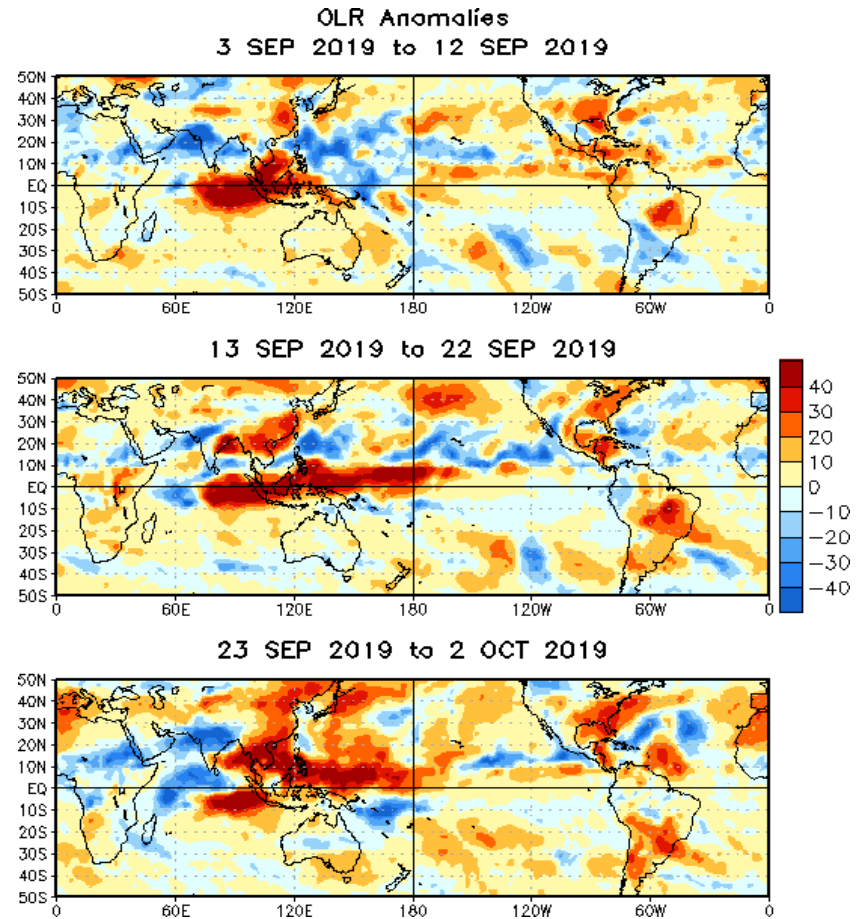 OLR Anomalies
3 SEP 2019 to 12 SEP 2019
50N
40N
30N
20N
10N
EQ
10S
20S
30S
40S
50S
0 60E 120E 180 120W 60W 0
13 SEP 2019 to 22 SEP 2019
50N
40N
30N
20N
10N
EQ
10S
20S
30S
40S
50S
0 60E 120E 180 120W 60W 0
40
30
20
10
0
-10
-20
-30
-40
23 SEP 2019 to 2 OCT 2019
50N
40N
30N
20N
10N
EQ
10S
20S
30S
40S
50S
0 60E 120E 180 120W 60W 0